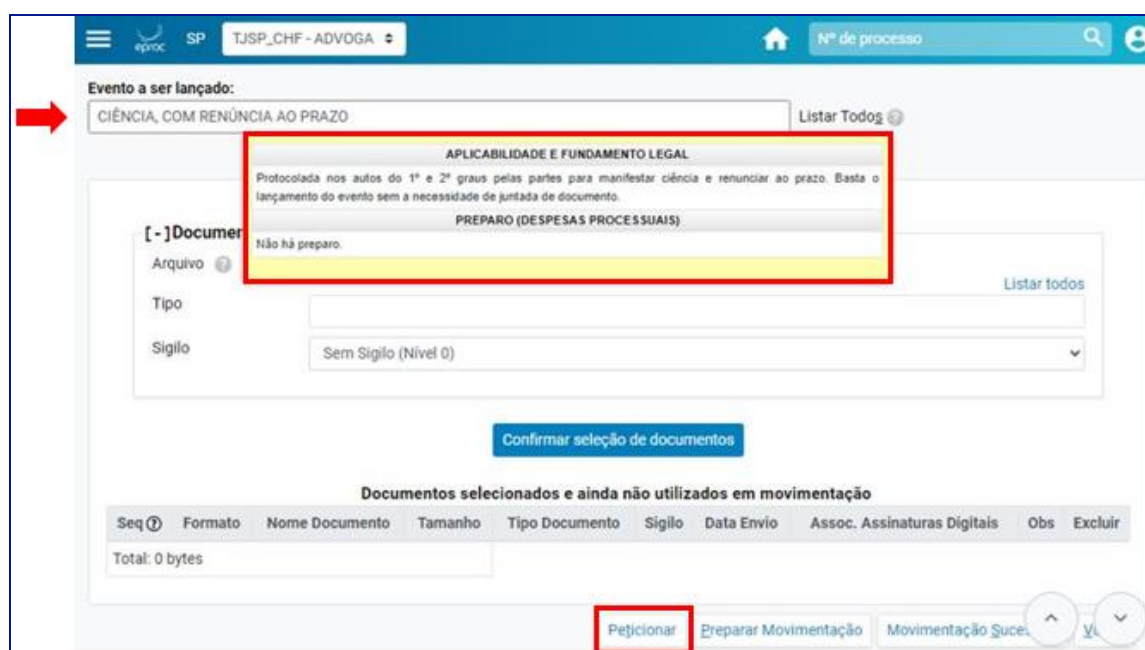 eproc SP TJSP_CHF - ADVOGA Nº de processo
Evento a ser lançado:
CIÊNCIA, COM RENÚNCIA AO PRAZO Listar Todos
APLICABILIDADE E FUNDAMENTO LEGAL
Protocolada nos autos do 1º e 2º graus pelas partes para manifestar ciência e renunciar ao prazo. Basta o
lançamento do evento sem a necessidade de juntada de documento.
PREPARO (DESPESAS PROCESSUAIS)
Não há preparo.
[-]Documen
Arquivo
Listar todos
Tipo
Sigilo Sem Sigilo (Nível 0)
Confirmar seleção de documentos
Documentos selecionados e ainda não utilizados em movimentação
Seq Formato Nome Documento Tamanho Tipo Documento Sigilo Data Envio Assoc. Assinaturas Digitais Obs Excluir
Total: 0 bytes
Peticionar Preparar Movimentação Movimentação Suce